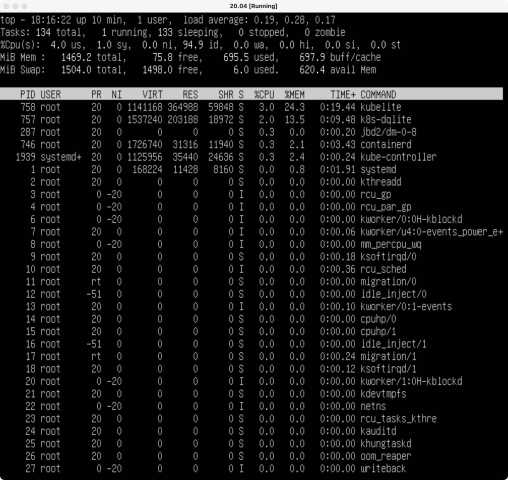 20.04 [Running]
top - 18:16:22 up 10 min,  1 user,  load average: 0.19, 0.28, 0.17
Tasks: 134 total,   1 running, 133 sleeping,   0 stopped,   0 zombie
%Cpu(s):  4.0 us,  1.0 sy,  0.0 ni, 94.9 id,  0.0 wa,  0.0 hi,  0.0 si,  0.0 st
MiB Mem :   1469.2 total,     75.8 free,    695.5 used,    697.9 buff/cache
MiB Swap:   1504.0 total,   1498.0 free,      6.0 used.    620.4 avail Mem
PID USER      PR  NI    VIRT    RES    SHR S  %CPU  %MEM     TIME+ COMMAND
758 root      20   0 1141168 364988  59848 S   3.0  24.3   0:19.44 kubelite
757 root      20   0 1537240 203188  18972 S   2.0  13.5   0:09.48 k8s-dqlite
287 root      20   0       0      0      0 S   0.3   0.0   0:00.20 jbd2/dm-0-8
746 root      20   0 1726740  31316  11940 S   0.3   2.1   0:03.43 containerd
1939 systemd+  20   0 1125956  35440  24636 S   0.3   2.4   0:00.24 kube-controller
1 root      20   0  168224  11428   8160 S   0.0   0.8   0:01.91 systemd
2 root      20   0       0      0      0 S   0.0   0.0   0:00.00 kthreadd
3 root       0 -20       0      0      0 I   0.0   0.0   0:00.00 rcu_gp
4 root       0 -20       0      0      0 I   0.0   0.0   0:00.00 rcu_par_gp
6 root       0 -20       0      0      0 I   0.0   0.0   0:00.00 kworker/0:0H-kblockd
7 root      20   0       0      0      0 I   0.0   0.0   0:00.06 kworker/u4:0-events_power_e+
8 root       0 -20       0      0      0 I   0.0   0.0   0:00.00 mm_percpu_wq
9 root      20   0       0      0      0 S   0.0   0.0   0:00.18 ksoftirqd/0
10 root      20   0       0      0      0 I   0.0   0.0   0:00.36 rcu_sched
11 root      rt   0       0      0      0 S   0.0   0.0   0:00.00 migration/0
12 root     -51   0       0      0      0 S   0.0   0.0   0:00.00 idle_inject/0
13 root      20   0       0      0      0 I   0.0   0.0   0:00.10 kworker/0:1-events
14 root      20   0       0      0      0 S   0.0   0.0   0:00.00 cpuhp/0
15 root      20   0       0      0      0 S   0.0   0.0   0:00.00 cpuhp/1
16 root     -51   0       0      0      0 S   0.0   0.0   0:00.00 idle_inject/1
17 root      rt   0       0      0      0 S   0.0   0.0   0:00.24 migration/1
18 root      20   0       0      0      0 S   0.0   0.0   0:00.12 ksoftirqd/1
20 root       0 -20       0      0      0 I   0.0   0.0   0:00.00 kworker/1:0H-kblockd
21 root      20   0       0      0      0 S   0.0   0.0   0:00.00 kdevtmpfs
22 root       0 -20       0      0      0 I   0.0   0.0   0:00.00 netns
23 root      20   0       0      0      0 S   0.0   0.0   0:00.00 rcu_tasks_kthre
24 root      20   0       0      0      0 S   0.0   0.0   0:00.00 kauditd
25 root      20   0       0      0      0 S   0.0   0.0   0:00.00 khungtaskd
26 root      20   0       0      0      0 S   0.0   0.0   0:00.00 oom_reaper
27 root       0 -20       0      0      0 I   0.0   0.0   0:00.00 writeback